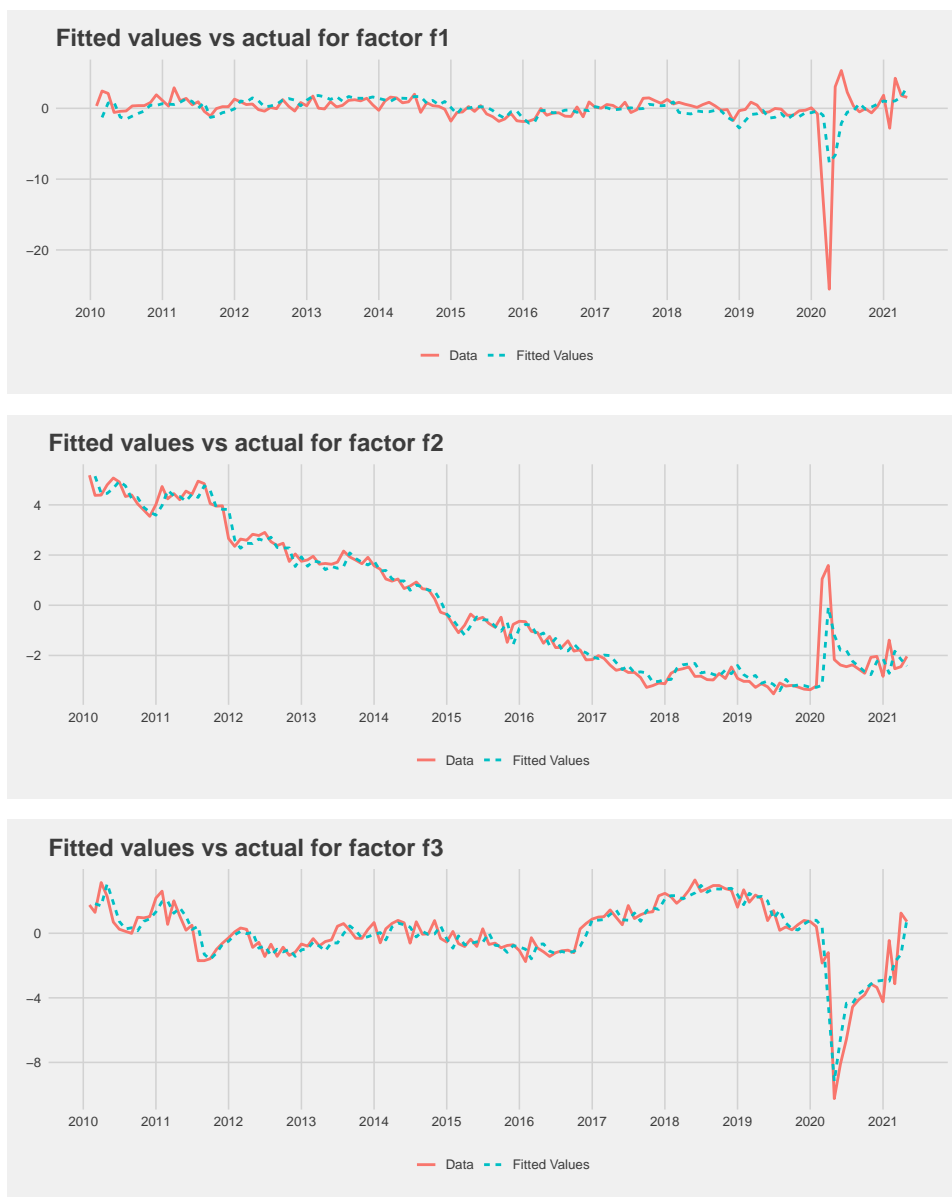 Fitted values vs actual for factor f1
0
−10
−20
2010 2011 2012 2013 2014 2015 2016 2017 2018 2019 2020 2021
Data Fitted Values
Fitted values vs actual for factor f2
4
2
0
−2
2010 2011 2012 2013 2014 2015 2016 2017 2018 2019 2020 2021
Data Fitted Values
Fitted values vs actual for factor f3
0
−4
−8
2010 2011 2012 2013 2014 2015 2016 2017 2018 2019 2020 2021
Data Fitted Values